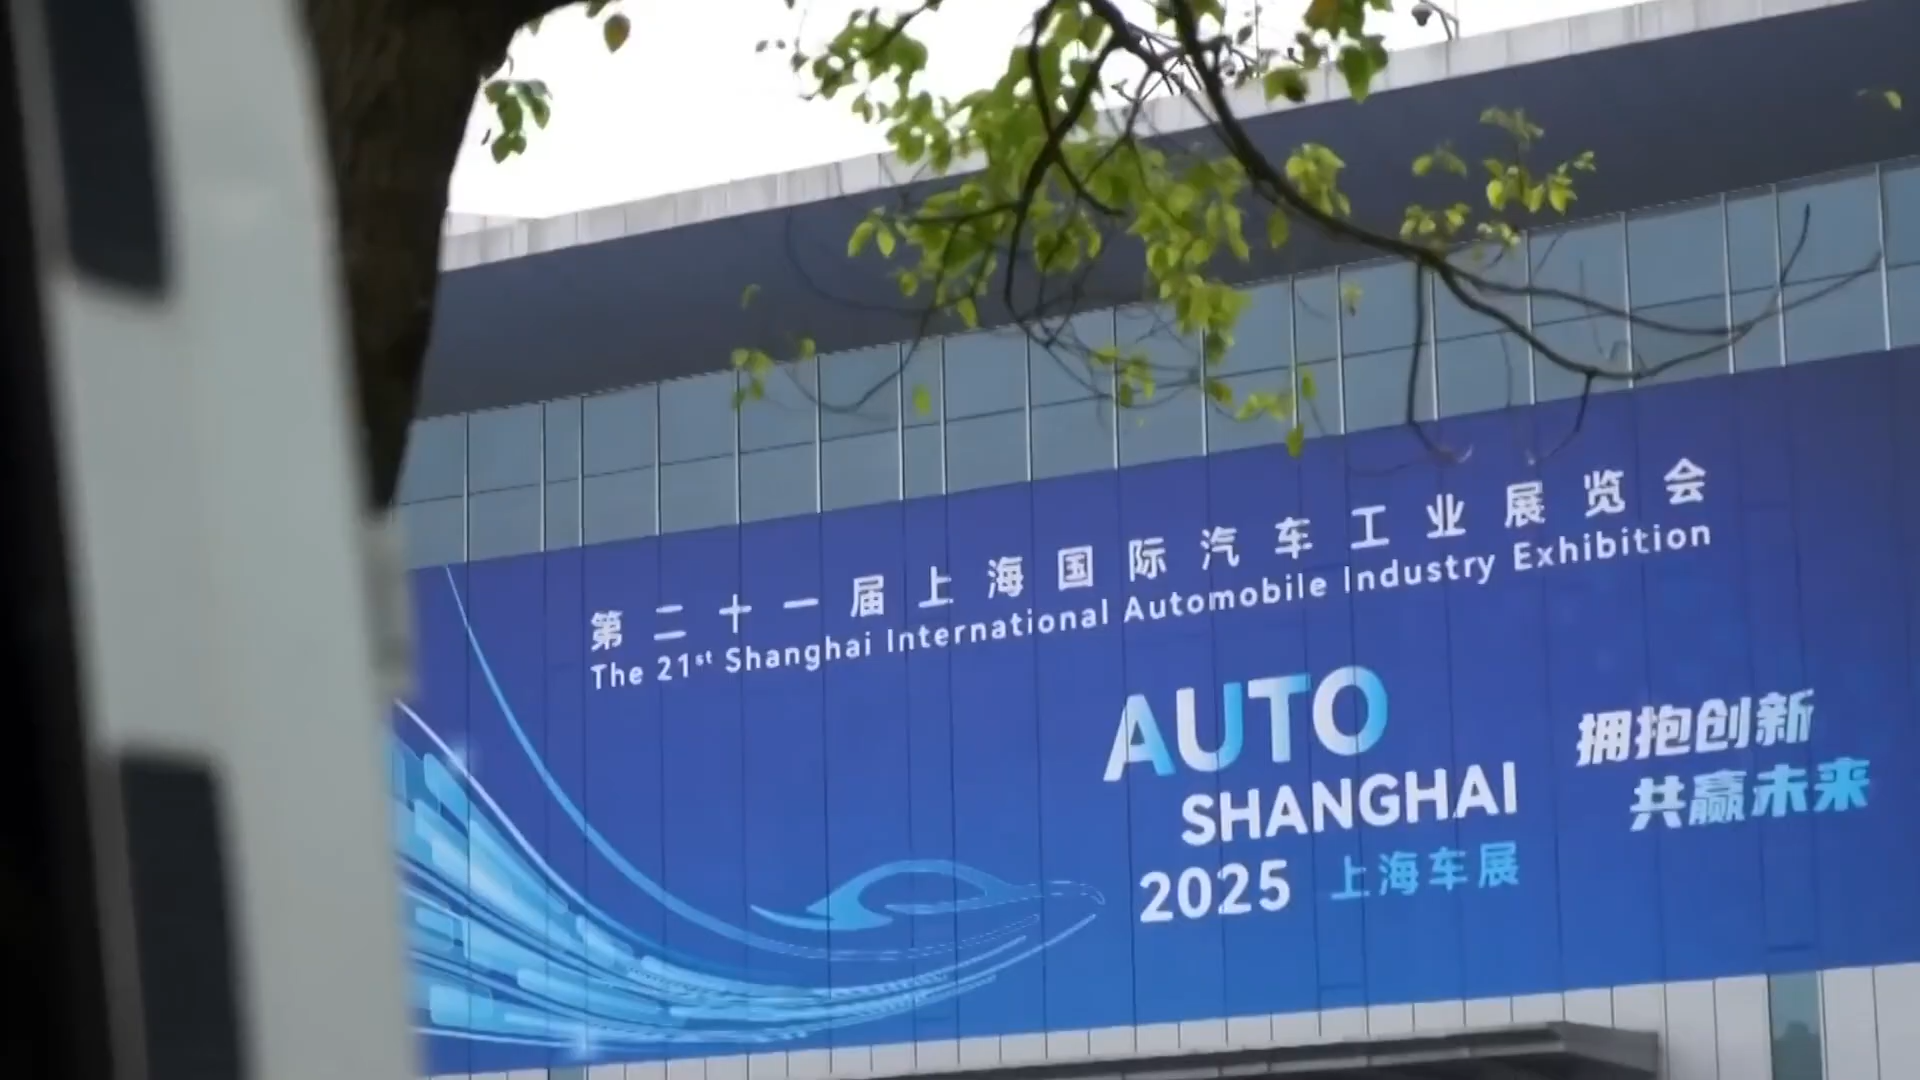 第二十一届上海国际汽车工业展览会
The 21st Shanghai International Automobile Industry Exhibition
AUTO
SHANGHAI
2025 上海车展
拥抱创新
共赢未来